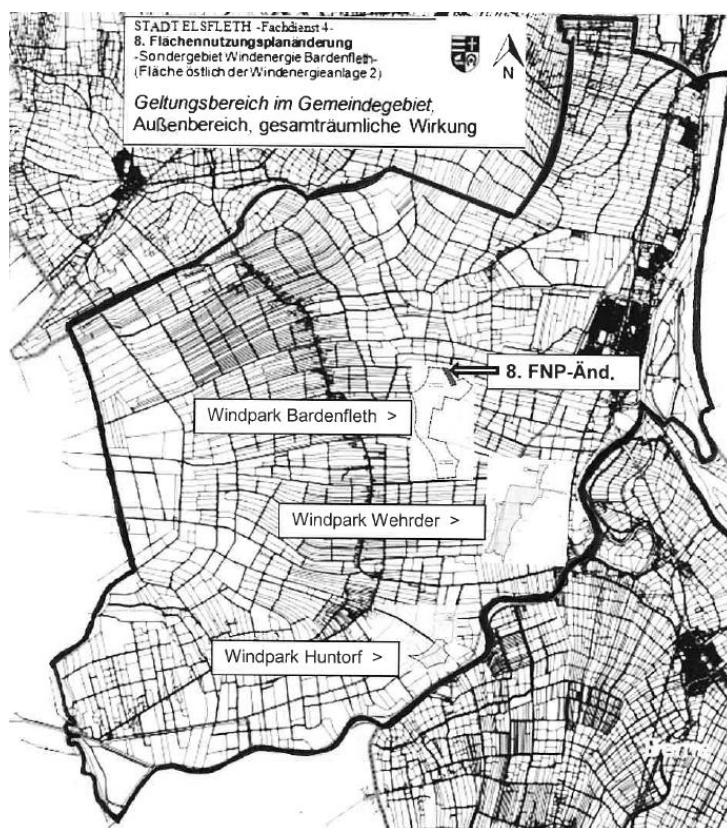 STADT ELSFLETH -Fachdienst 4-
8. Flächennutzungsplanänderung
-Sondergebiet Windenergie Bardenfleth-
(Fläche östlich der Windenergieanlage 2)
Geltungsbereich im Gemeindegebiet,
Außenbereich, gesamträumliche Wirkung
N
8. FNP-Änd.
Windpark Bardenfleth >
Windpark Wehrder >
Windpark Huntorf >